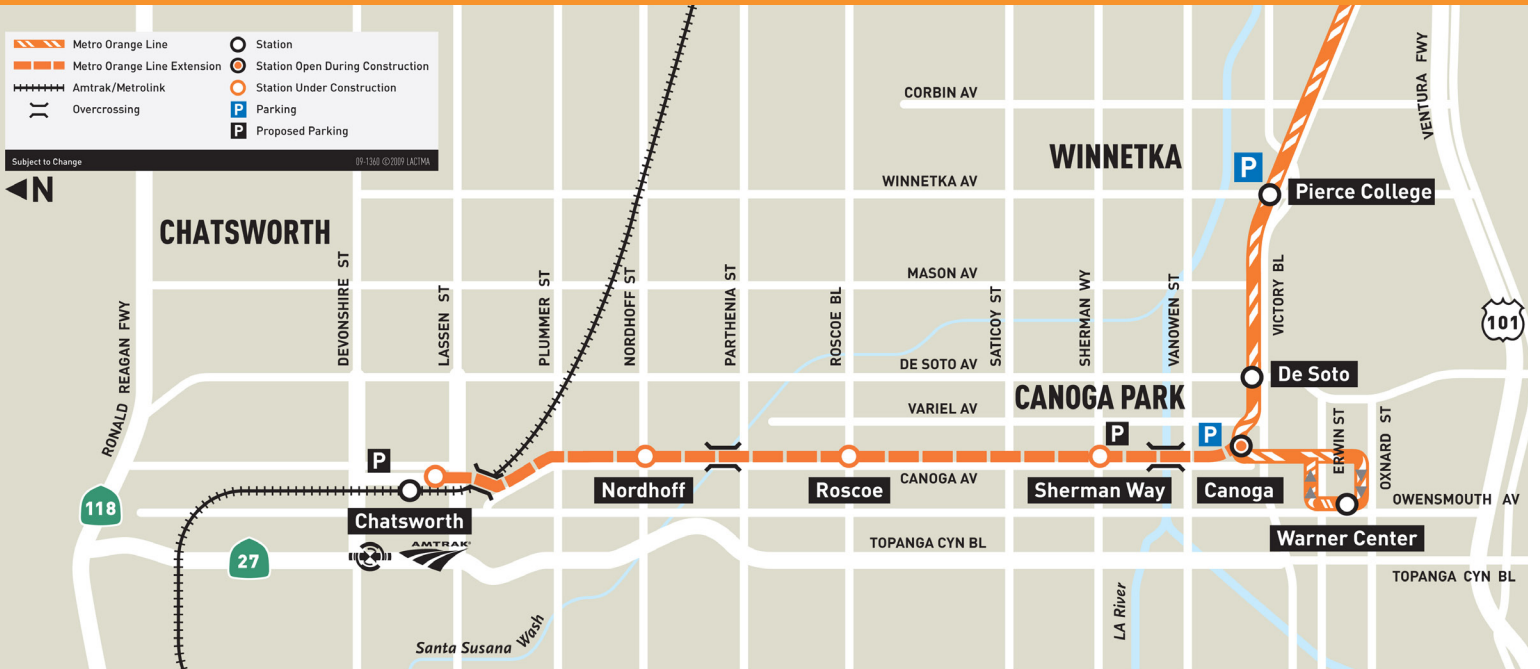 Metro Orange Line
Metro Orange Line Extension
Amtrak/Metrolink
Overcrossing
Station
Station Open During Construction
Station Under Construction
P Parking
P Proposed Parking
Subject to Change
09-1360 ©2009 LACTMA
N
CHATSWORTH
WINNETKA
CANOGA PARK
CORBIN AV
WINNETKA AV
MASON AV
DE SOTO AV
VARIEL AV
CANOGA AV
OWENSMOUTH AV
TOPANGA CYN BL
TOPANGA CYN BL
RONALD REAGAN FWY
DEVONSHIRE ST
LASSEN ST
PLUMMER ST
NORDHOFF ST
PARTHENIA ST
ROSCOE BL
SATICOY ST
SHERMAN WY
VANOWEN ST
VICTORY BL
ERWIN ST
OXNARD ST
VENTURA FWY
101
118
27
P
Pierce College
De Soto
P
Canoga
Warner Center
P
Sherman Way
Roscoe
Nordhoff
P
Chatsworth
AMTRAK
Santa Susana Wash
LA River